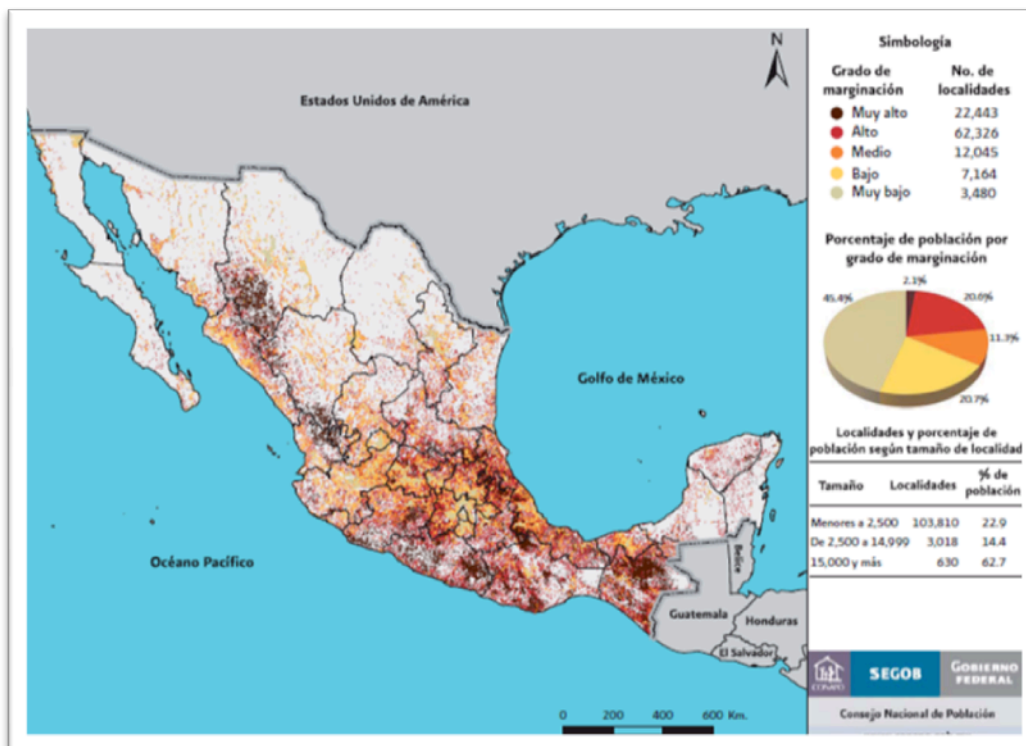 N
Estados Unidos de América
Golfo de México
Océano Pacífico
Belice
Guatemala
Honduras
El Salvador
0 200 400 600 Km.
Simbología
Grado de No. de
marginación localidades
Muy alto 22,443
Alto 62,326
Medio 12,045
Bajo 7,164
Muy bajo 3,480
Porcentaje de población por
grado de marginación
2.1%
45.4% 20.6%
11.3%
20.7%
Localidades y porcentaje de
población según tamaño de localidad
Tamaño Localidades % de población
Menores a 2,500 103,810 22.9
De 2,500 a 14,999 3,018 14.4
15,000 y más 630 62.7
CONAPO SEGOB GOBIERNO
FEDERAL
Consejo Nacional de Población